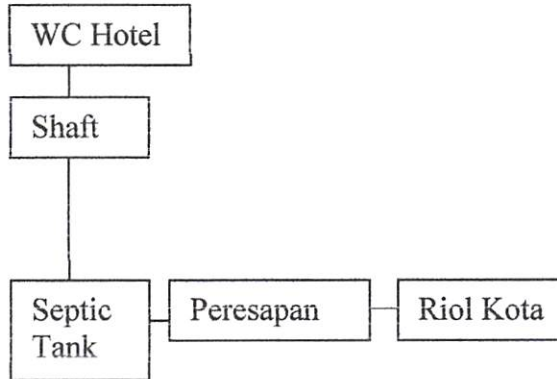 WC Hotel
Shaft
Septic
Tank
Peresapan
Riol Kota